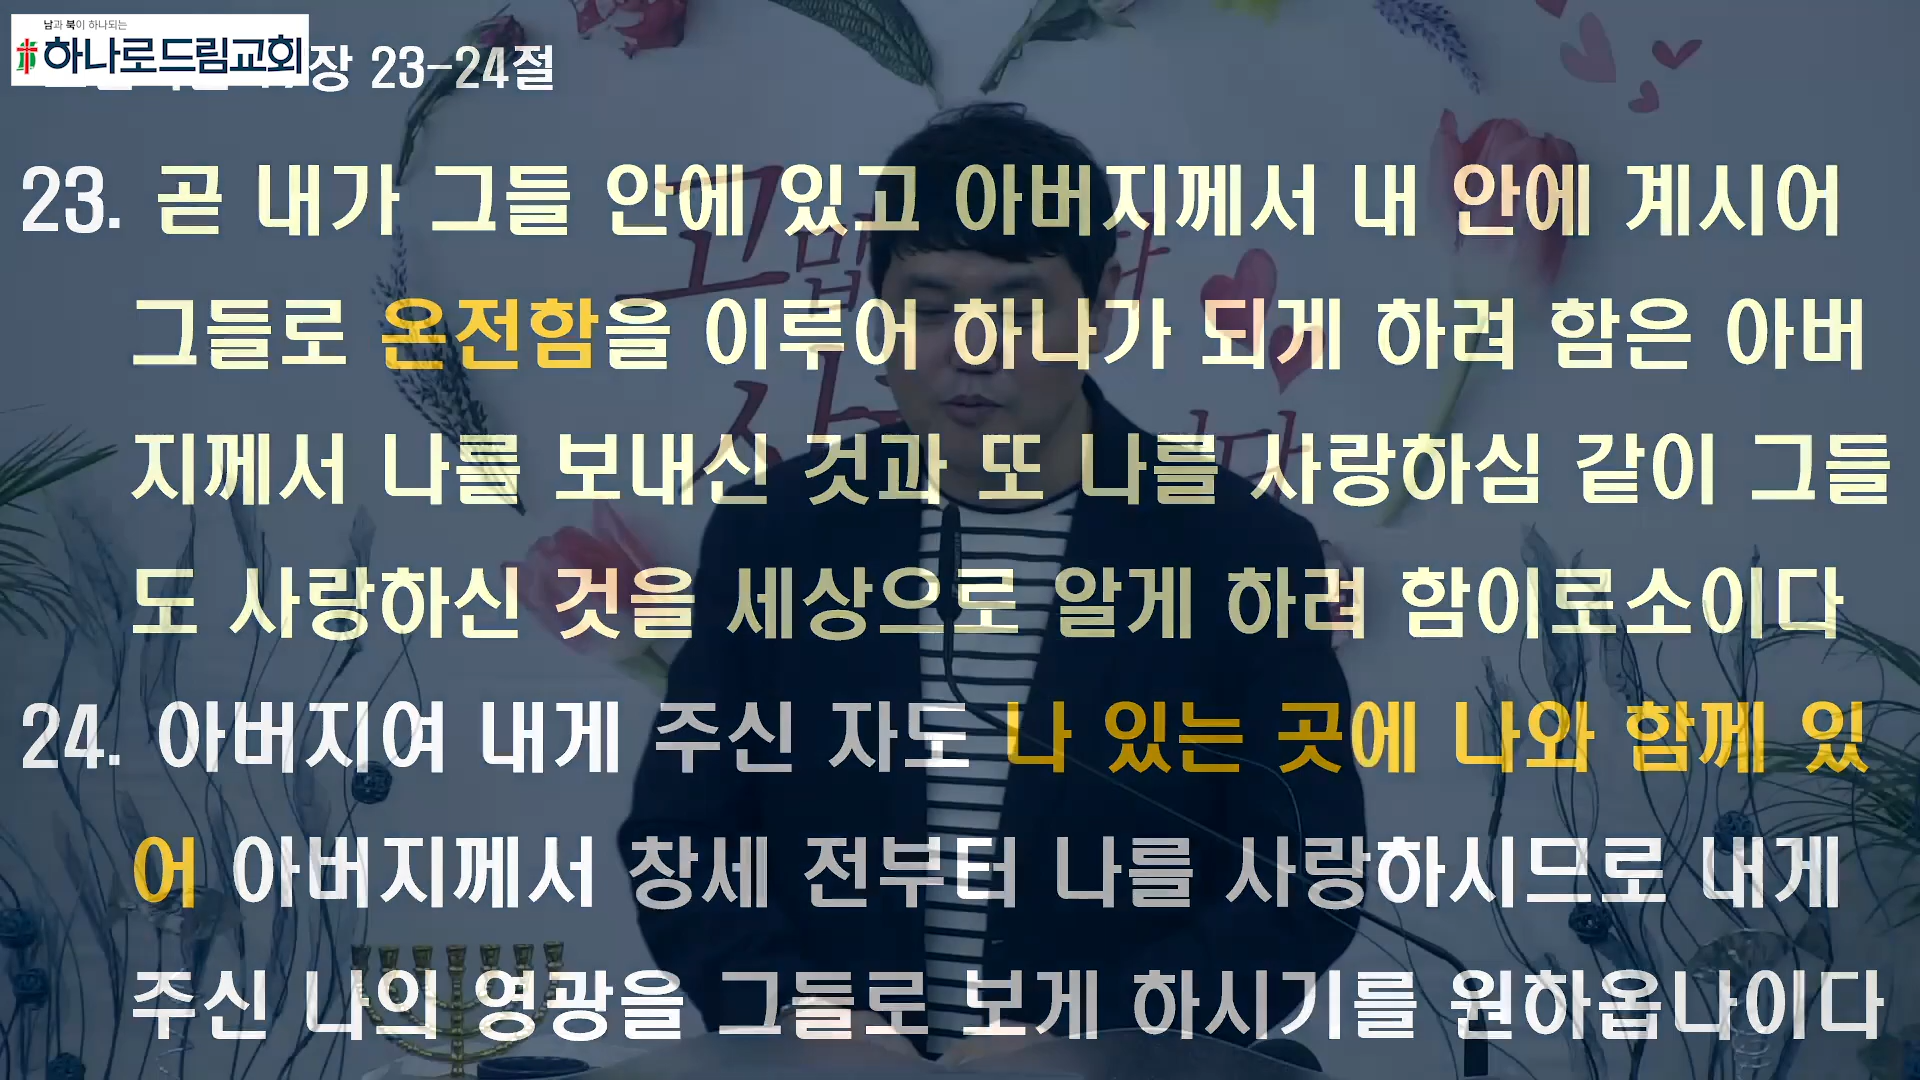 남과 북이 하나되는
하나로드림교회
장 23-24절
23. 곧 내가 그들 안에 있고 아버지께서 내 안에 계시어
그들로 온전함을 이루어 하나가 되게 하려 함은 아버
지께서 나를 보내신 것과 또 나를 사랑하심 같이 그들
도 사랑하신 것을 세상으로 알게 하려 함이로소이다
24. 아버지여 내게 주신 자도 나 있는 곳에 나와 함께 있
어 아버지께서 창세 전부터 나를 사랑하시므로 내게
주신 나의 영광을 그들로 보게 하시기를 원하옵나이다